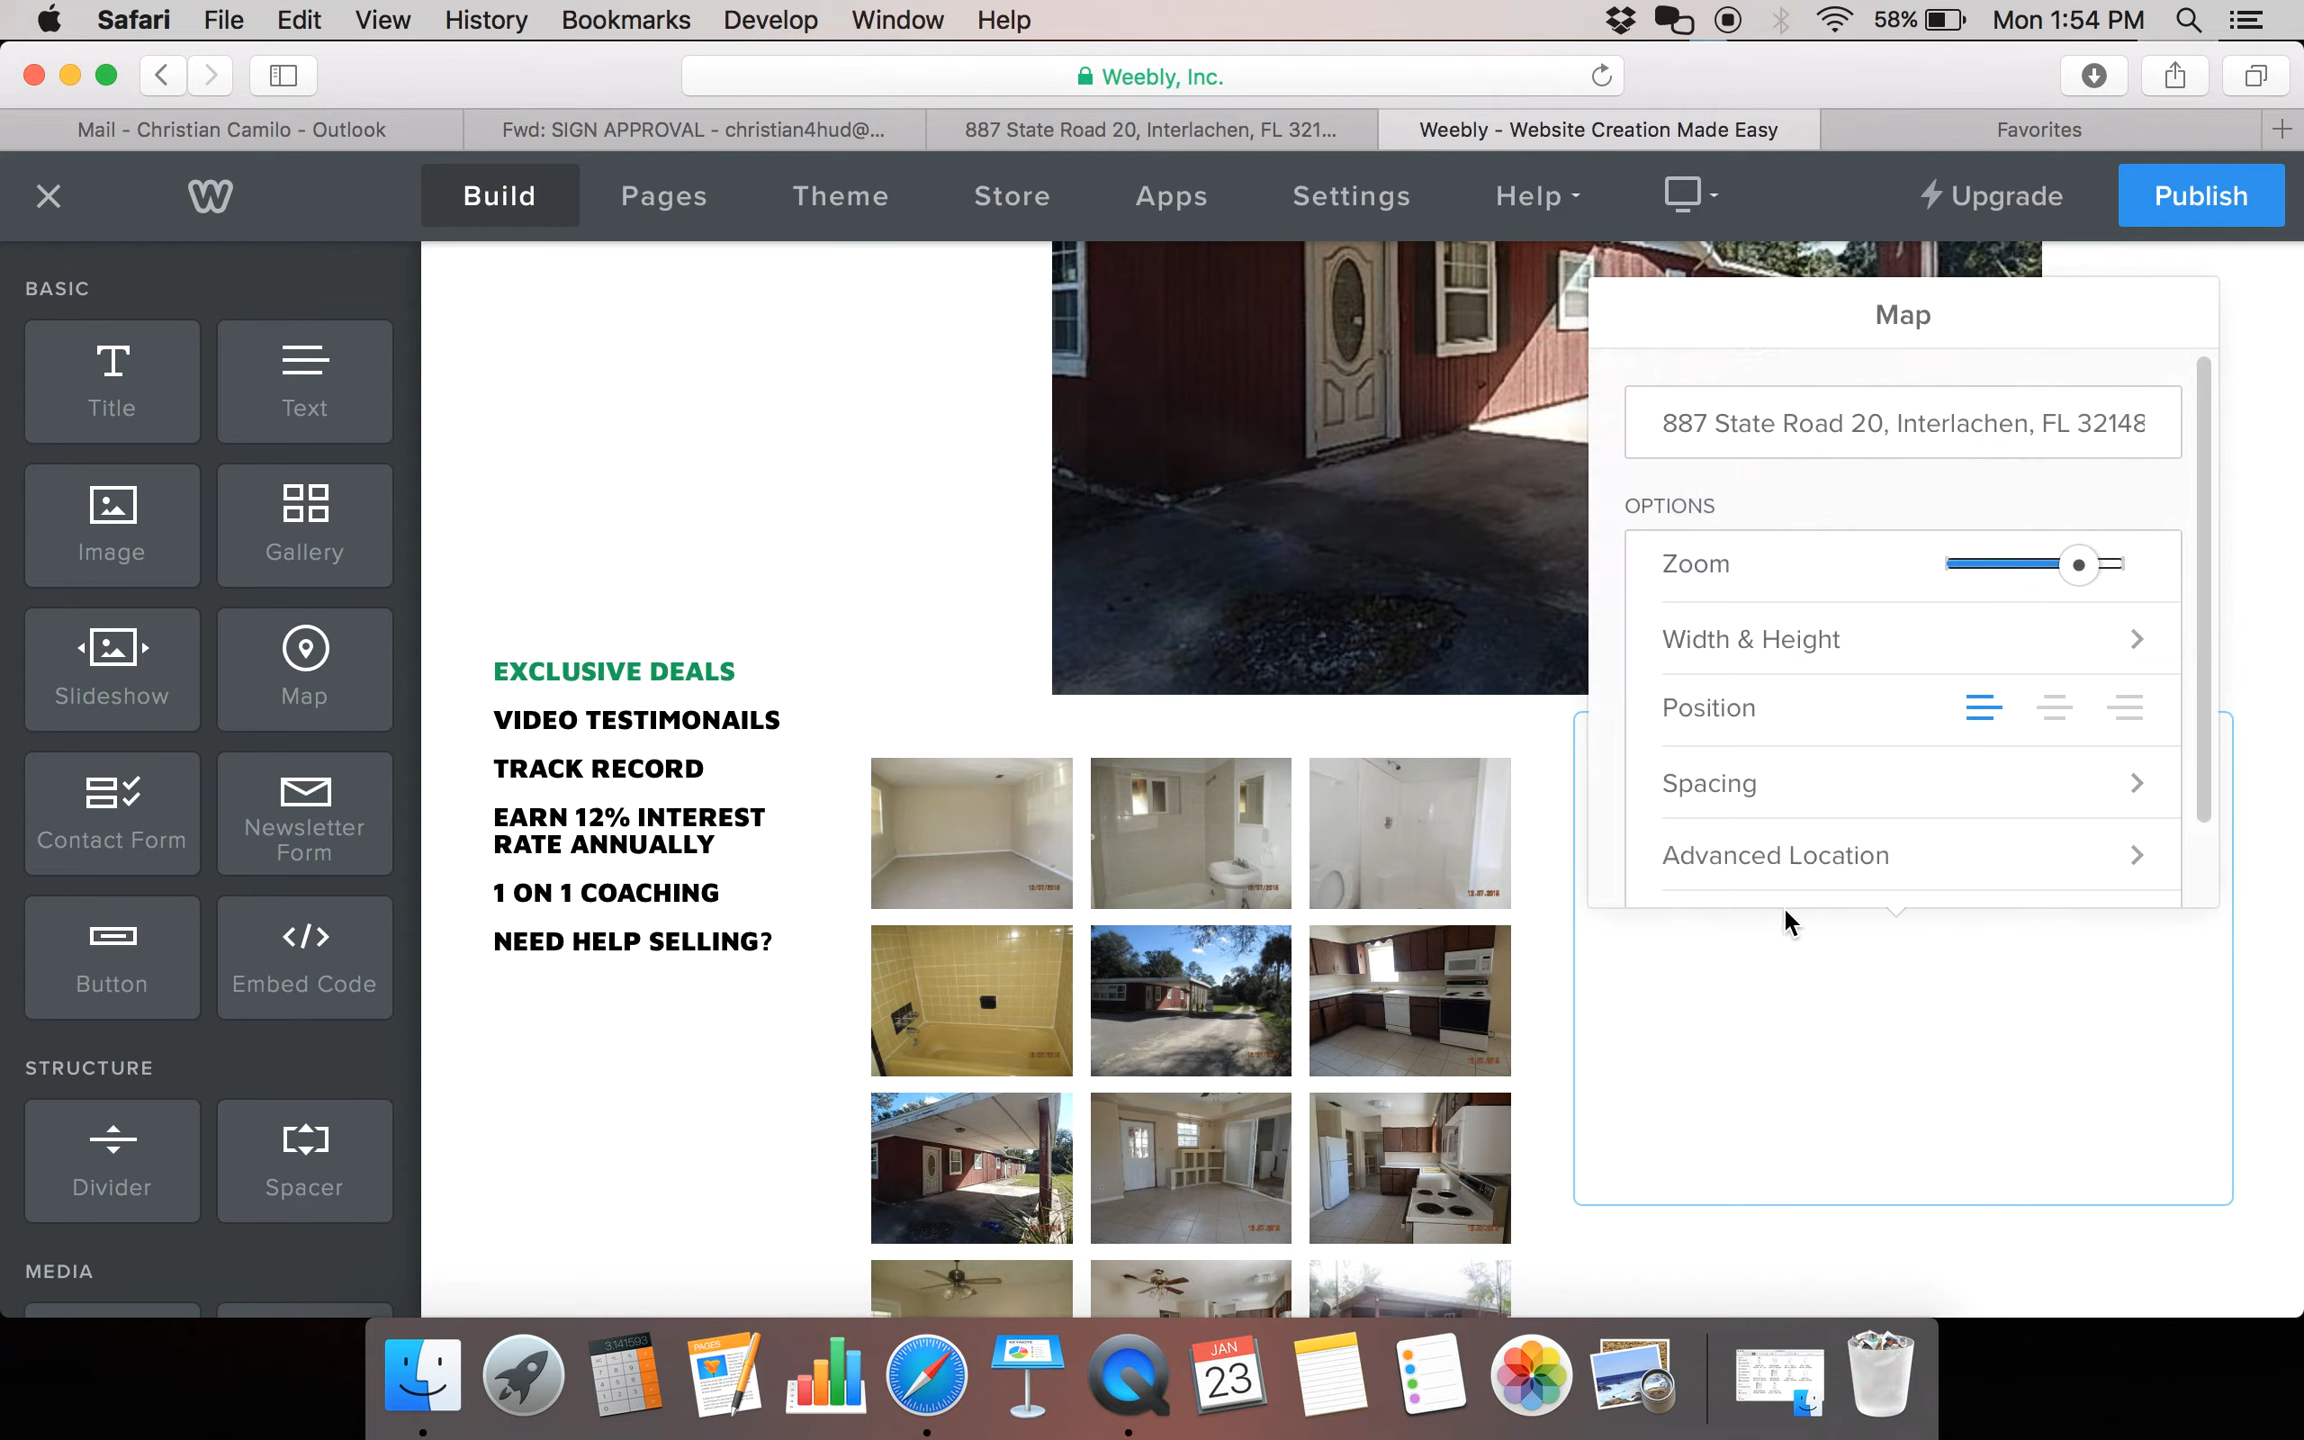 Safari File Edit View History Bookmarks Develop Window Help 58% Mon 1:54 PM
Weebly, Inc.
Mail - Christian Camilo - Outlook
Fwd: SIGN APPROVAL - christian4hud@...
887 State Road 20, Interlachen, FL 321...
Weebly - Website Creation Made Easy
Favorites
Build Pages Theme Store Apps Settings Help Upgrade Publish
BASIC
Title Text
Image Gallery
Slideshow Map
Contact Form Newsletter
Form
Button Embed Code
STRUCTURE
Divider Spacer
MEDIA
EXCLUSIVE DEALS
VIDEO TESTIMONAILS
TRACK RECORD
EARN 12% INTEREST
RATE ANNUALLY
1 ON 1 COACHING
NEED HELP SELLING?
Map
887 State Road 20, Interlachen, FL 32148
OPTIONS
Zoom
Width & Height
Position
Spacing
Advanced Location
3.141593
PAGES
KEYNOTE
JAN
23